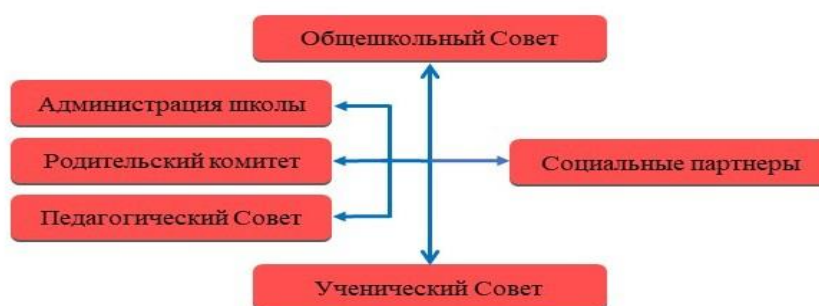 Общешкольный Совет
Администрация школы
Родительский комитет
Социальные партнеры
Педагогический Совет
Ученический Совет